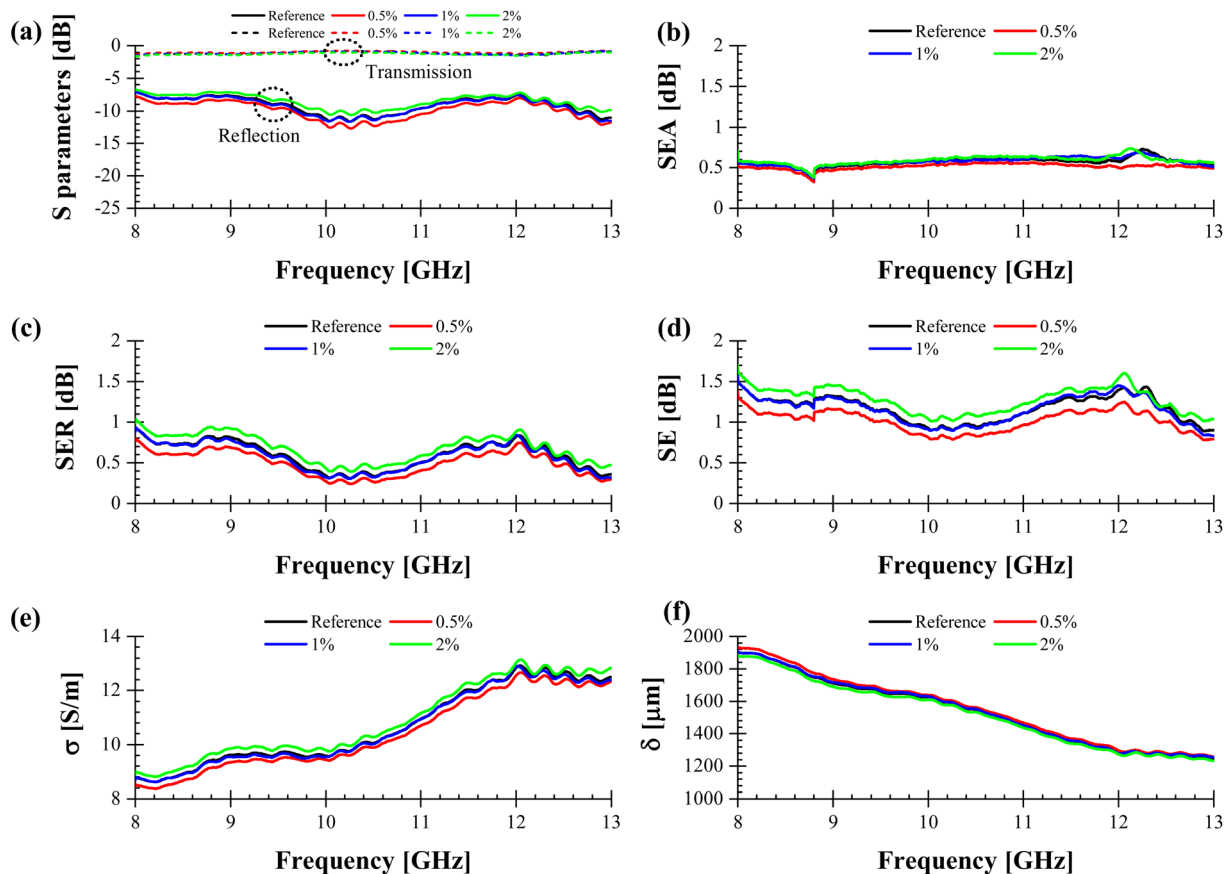 (a)
Reference 0.5% 1% 2%
Reference 0.5% 1% 2%
S parameters [dB]
0
-5
-10
-15
-20
-25
Transmission
Reflection
8 9 10 11 12 13
Frequency [GHz]
(b)
Reference 0.5%
1% 2%
SEA [dB]
2
1.5
1
0.5
0
8 9 10 11 12 13
Frequency [GHz]
(c)
Reference 0.5%
1% 2%
SER [dB]
2
1.5
1
0.5
0
8 9 10 11 12 13
Frequency [GHz]
(d)
Reference 0.5%
1% 2%
SE [dB]
2
1.5
1
0.5
0
8 9 10 11 12 13
Frequency [GHz]
(e)
Reference 0.5%
1% 2%
σ [S/m]
14
12
10
8
8 9 10 11 12 13
Frequency [GHz]
(f)
Reference 0.5%
1% 2%
δ [μm]
2000
1800
1600
1400
1200
1000
8 9 10 11 12 13
Frequency [GHz]